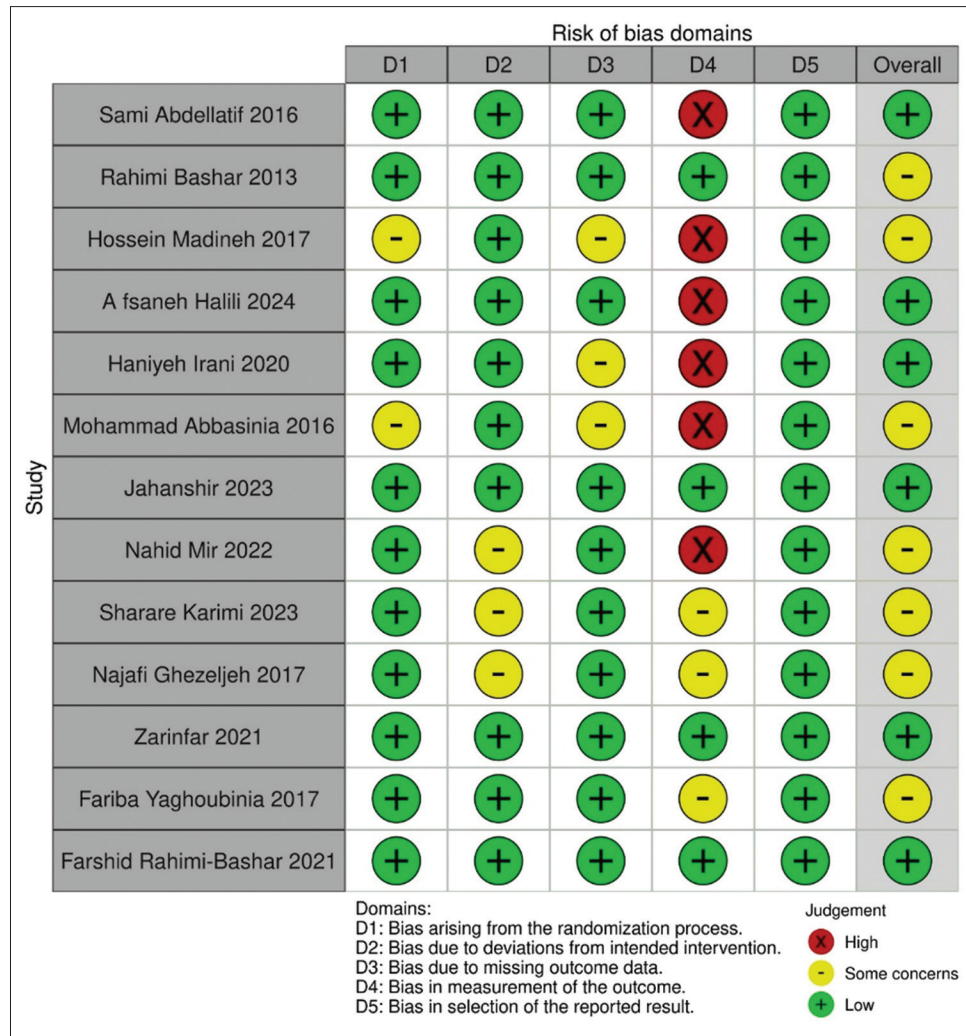 Risk of bias domains
D1 D2 D3 D4 D5 Overall
Sami Abdellatif 2016 + + + X + +
Rahimi Bashar 2013 + + + + + -
Hossein Madineh 2017 - + - X + -
A fsaneh Halili 2024 + + + X + +
Haniyeh Irani 2020 + + - X + +
Mohammad Abbasinia 2016 - + - X + -
Jahanshir 2023 + + + + + +
Nahid Mir 2022 + - + X + -
Sharare Karimi 2023 + - + - + -
Najafi Ghezeljeh 2017 + - + - + -
Zarinfar 2021 + + + + + +
Fariba Yaghoubinia 2017 + + + - + -
Farshid Rahimi-Bashar 2021 + + + + + +
Study
Domains:
D1: Bias arising from the randomization process.
D2: Bias due to deviations from intended intervention.
D3: Bias due to missing outcome data.
D4: Bias in measurement of the outcome.
D5: Bias in selection of the reported result.
Judgement
X High
- Some concerns
+ Low